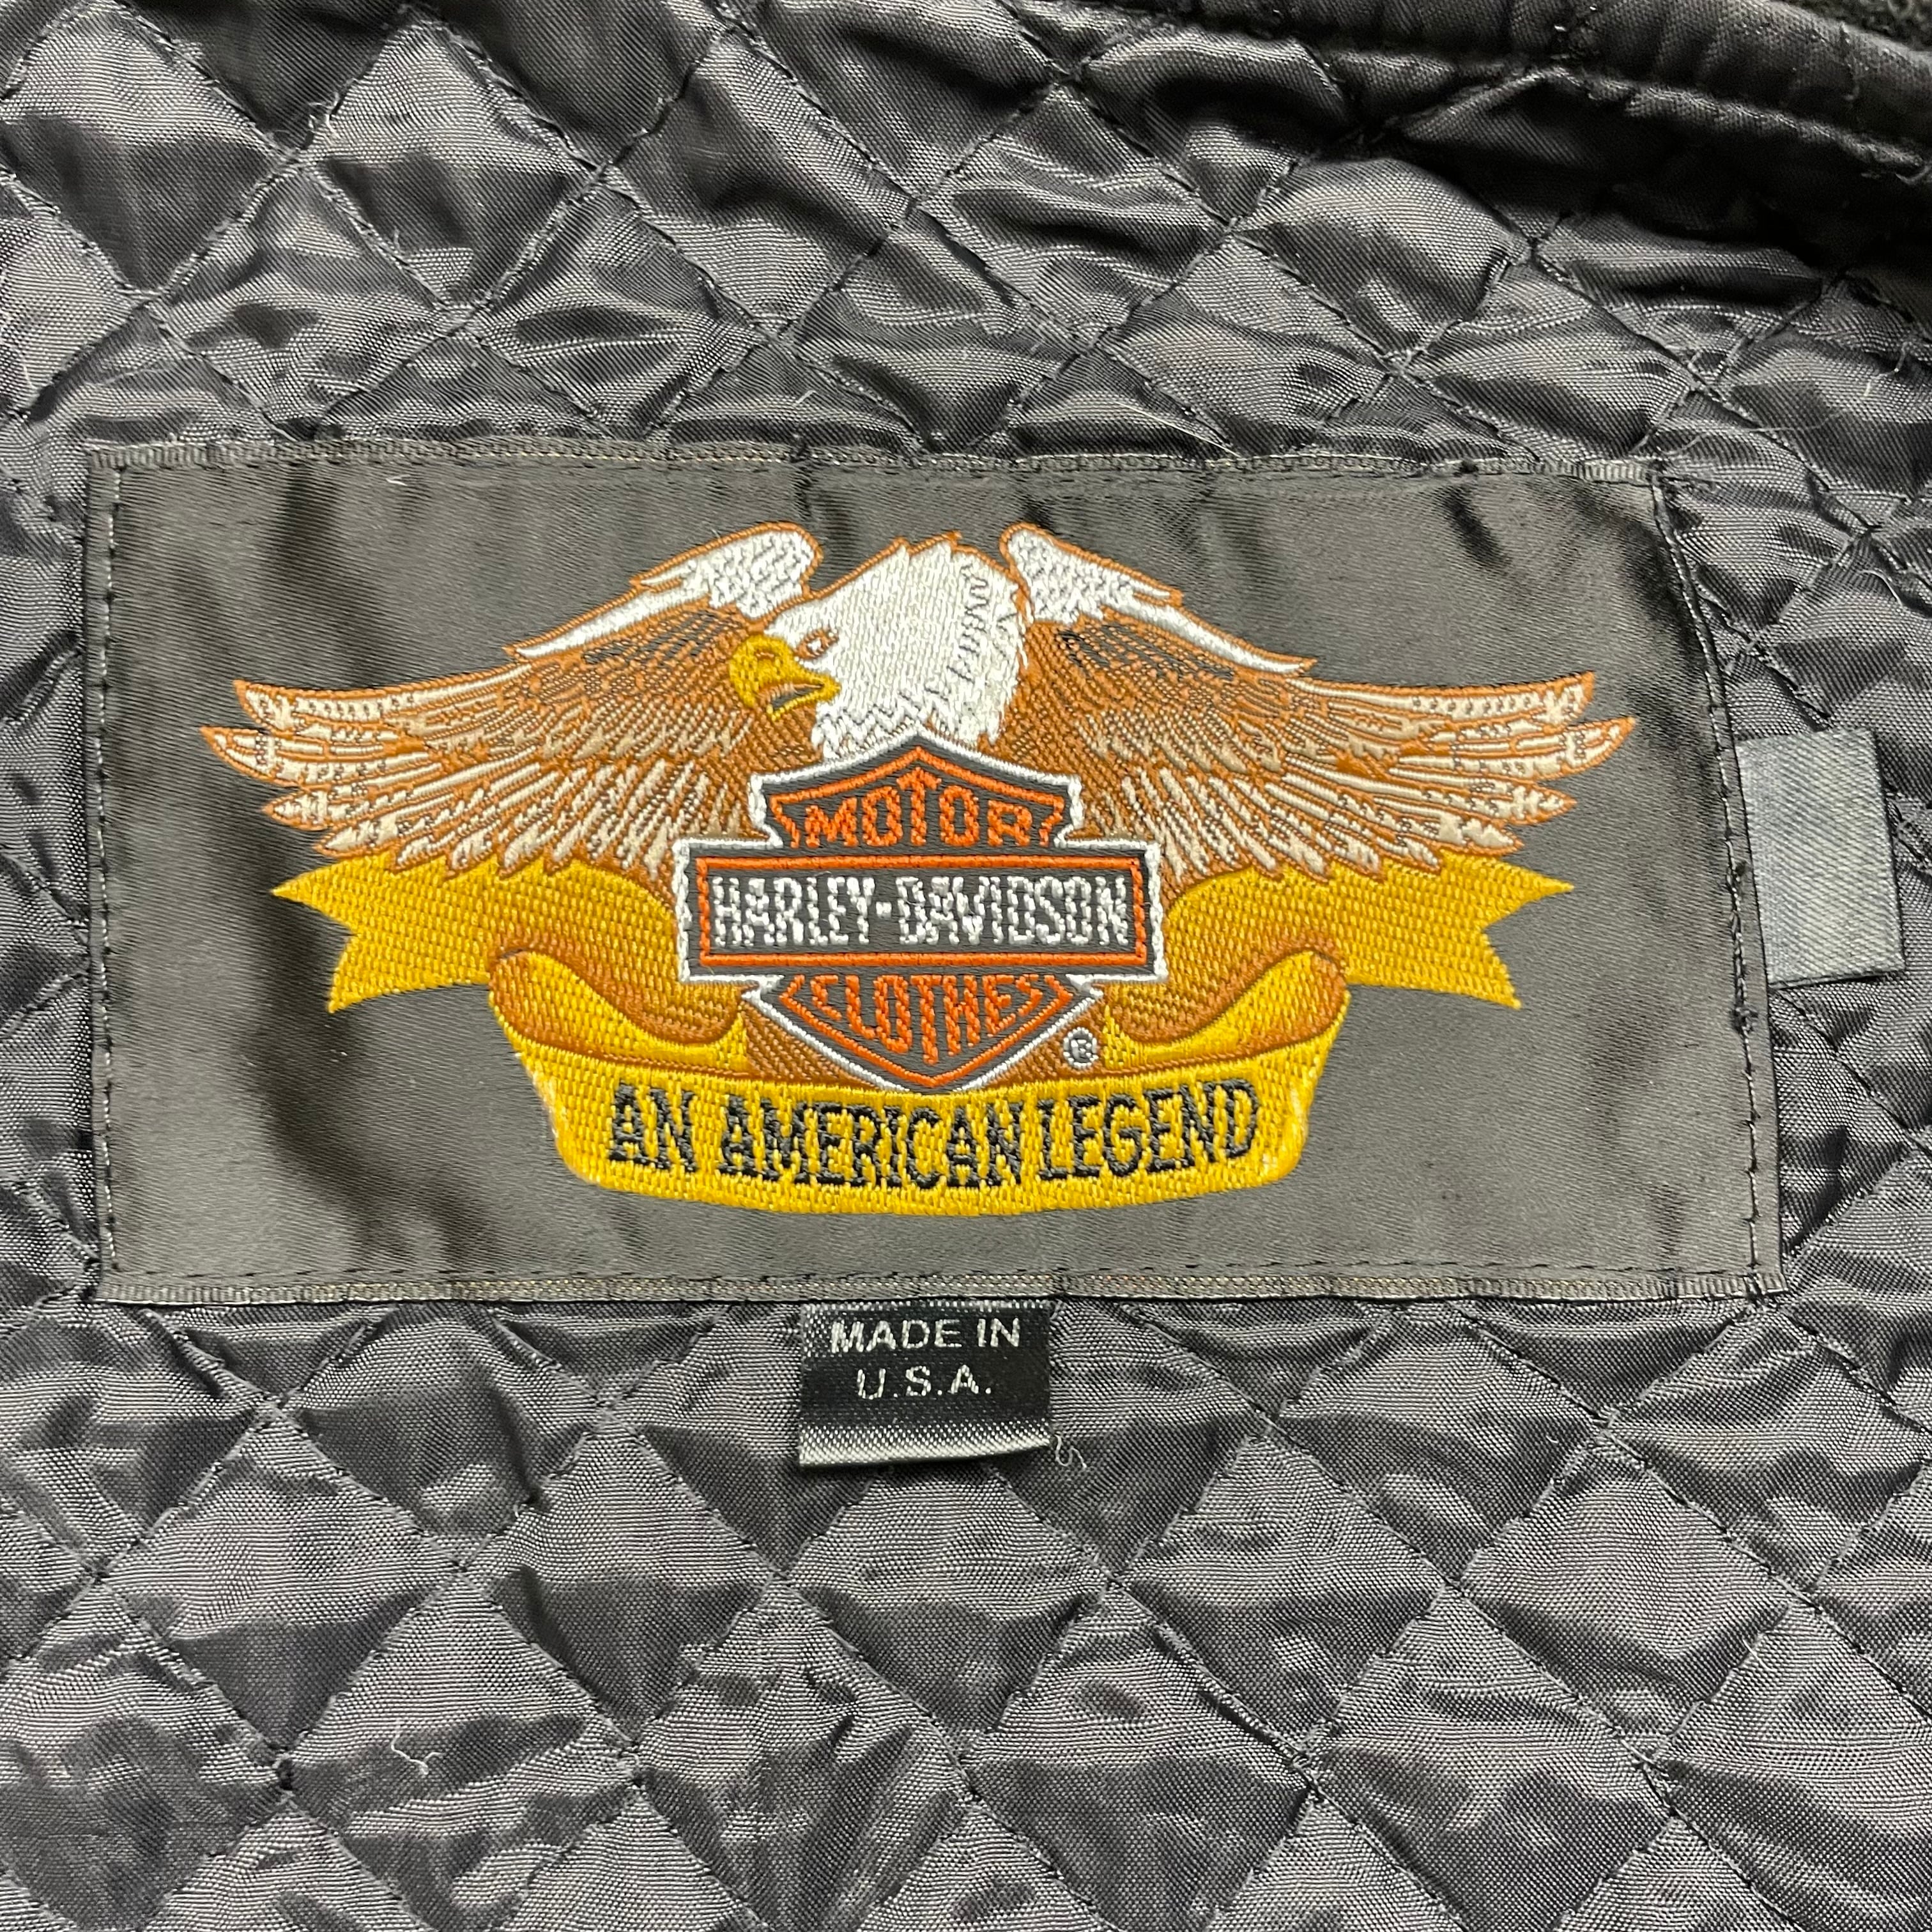 MOTOR
HARLEY-DAVIDSON
CLOTHES
®
AN AMERICAN LEGEND
MADE IN
U.S.A.